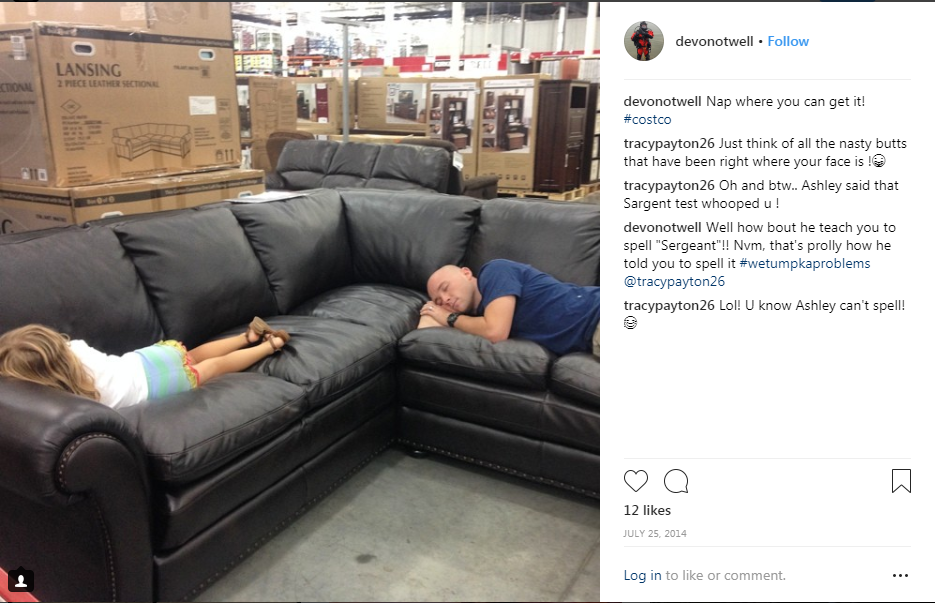 LANSING
2 PIECE LEATHER SECTIONAL
devonotwell • Follow
devonotwell Nap where you can get it!
#costco
tracypayton26 Just think of all the nasty butts
that have been right where your face is !😂
tracypayton26 Oh and btw.. Ashley said that
Sargent test whooped u !
devonotwell Well how bout he teach you to
spell "Sergeant"!! Nvm, that's prolly how he
told you to spell it #wetumpkaproblems
@tracypayton26
tracypayton26 Lol! U know Ashley can't spell!
😂
12 likes
JULY 25, 2014
Log in to like or comment.